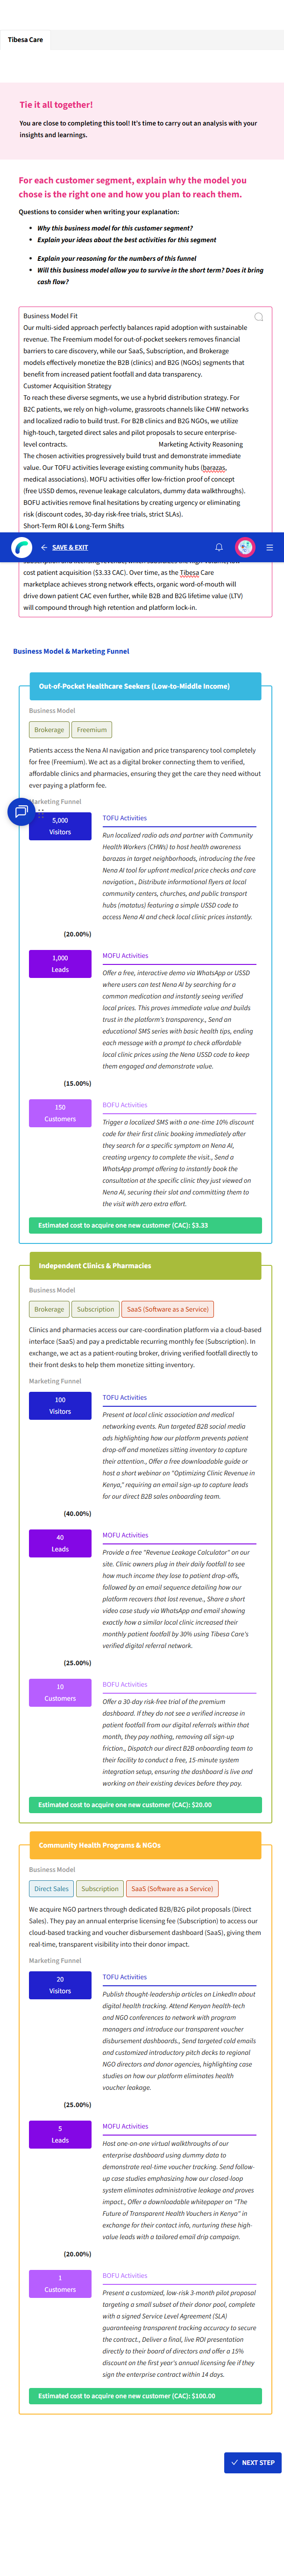 Tibesa Care
Tie it all together!
You are close to completing this tool! It's time to carry out an analysis with your
insights and learnings.
For each customer segment, explain why the model you
chose is the right one and how you plan to reach them.
Questions to consider when writing your explanation:
Why this business model for this customer segment?
Explain your ideas about the best activities for this segment
Explain your reasoning for the numbers of this funnel
Will this business model allow you to survive in the short term? Does it bring
cash flow?
Business Model Fit
Our multi-sided approach perfectly balances rapid adoption with sustainable
revenue. The Freemium model for out-of-pocket seekers removes financial
barriers to care discovery, while our SaaS, Subscription, and Brokerage
models effectively monetize the B2B (clinics) and B2G (NGOs) segments that
benefit from increased patient footfall and data transparency.
Customer Acquisition Strategy
To reach these diverse segments, we use a hybrid distribution strategy. For
B2C patients, we rely on high-volume, grassroots channels like CHW networks
and localized radio to build trust. For B2B clinics and B2G NGOs, we utilize
high-touch, targeted direct sales and pilot proposals to secure enterprise-
level contracts. Marketing Activity Reasoning
The chosen activities progressively build trust and demonstrate immediate
value. Our TOFU activities leverage existing community hubs (barazas,
medical mixers). MOFU activities offer low-friction proof of concept
(free USSD demos, revenue leakage calculators, dummy data walkthroughs).
BOFU activities remove final hesitations by creating urgency or eliminating
risk (discount codes, 30-day risk-free trials, strict SLAs).
Short-Term ROI & Long-Term Shifts
SAVE & EXIT
cost patient acquisition ($3.33 CAC). Over time, as the Tibesa Care
marketplace achieves strong network effects, organic word-of-mouth will
drive down patient CAC even further, while B2B and B2G lifetime value (LTV)
will compound through high retention and platform lock-in.
Business Model & Marketing Funnel
Out-of-Pocket Healthcare Seekers (Low-to-Middle Income)
Business Model
Brokerage Freemium
Patients access the Nena AI navigation and price transparency tool completely
for free (Freemium). We act as a digital broker connecting them to verified,
affordable clinics and pharmacies, ensuring they get the care they need without
ever paying a platform fee.
Marketing Funnel
5,000
Visitors
TOFU Activities
Run localized radio ads and partner with Community
Health Workers (CHWs) to host health awareness
barazas in target neighborhoods, introducing the free
Nena AI tool for upfront medical price checks and care
navigation., Distribute informational flyers at local
community centers, churches, and public transport
hubs (matatus) featuring a simple USSD code to
access Nena AI and check local clinic prices instantly.
(20.00%)
1,000
Leads
MOFU Activities
Offer a free, interactive demo via WhatsApp or USSD
where users can test Nena AI by searching for a
common medication and instantly seeing verified
local prices. This proves immediate value and builds
trust in the platform's transparency., Send an
educational SMS series with basic health tips, ending
each message with a prompt to check affordable
local clinic prices using the Nena USSD code to keep
them engaged and demonstrate value.
(15.00%)
150
Customers
BOFU Activities
Trigger a localized SMS with a one-time 10% discount
code for their first clinic booking immediately after
they search for a specific symptom on Nena AI,
creating urgency to complete the visit., Send a
WhatsApp prompt offering to instantly book the
consultation at the specific clinic they just viewed on
Nena AI, securing their slot and committing them to
the visit with zero extra effort.
Estimated cost to acquire one new customer (CAC): $3.33
Independent Clinics & Pharmacies
Business Model
Brokerage Subscription SaaS (Software as a Service)
Clinics and pharmacies access our care-coordination platform via a cloud-based
interface (SaaS) and pay a predictable recurring monthly fee (Subscription). In
exchange, we act as a patient-routing broker, driving verified footfall directly to
their front desks to help them monetize sitting inventory.
Marketing Funnel
100
Visitors
TOFU Activities
Present at local clinic association and medical
networking events. Run targeted B2B social media
ads highlighting how our platform prevents patient
drop-off and monetizes sitting inventory to capture
their attention., Offer a free downloadable guide or
host a short webinar on "Optimizing Clinic Revenue in
Kenya," requiring an email sign-up to capture leads
for our direct B2B sales onboarding team.
(40.00%)
40
Leads
MOFU Activities
Provide a free "Revenue Leakage Calculator" on our
site. Clinic owners plug in their daily footfall to see
how much income they lose to patient drop-offs,
followed by an email sequence detailing how our
platform recovers that lost revenue., Share a short
video case study via WhatsApp and email showing
exactly how a similar local clinic increased their
monthly patient footfall by 30% using Tibesa Care's
verified digital referral network.
(25.00%)
10
Customers
BOFU Activities
Offer a 30-day risk-free trial of the premium
dashboard. If they do not see a verified increase in
patient footfall from our digital referrals within that
month, they pay nothing, removing all sign-up
friction., Dispatch our direct B2B onboarding team to
their facility to conduct a free, 15-minute system
integration setup, ensuring the dashboard is live and
working on their existing devices before they pay.
Estimated cost to acquire one new customer (CAC): $20.00
Community Health Programs & NGOs
Business Model
Direct Sales Subscription SaaS (Software as a Service)
We acquire NGO partners through dedicated B2B/B2G pilot proposals (Direct
Sales). They pay an annual enterprise licensing fee (Subscription) to access our
cloud-based tracking and voucher disbursement dashboard (SaaS), giving them
real-time, transparent visibility into their donor impact.
Marketing Funnel
20
Visitors
TOFU Activities
Publish thought-leadership articles on LinkedIn about
digital health tracking. Attend Kenyan health-tech
and NGO conferences to network with program
managers and introduce our transparent voucher
disbursement dashboards., Send targeted cold emails
and customized introductory pitch decks to regional
NGO directors and donor agencies, highlighting case
studies on how our platform eliminates health
voucher leakage.
(25.00%)
5
Leads
MOFU Activities
Host one-on-one virtual walkthroughs of our
enterprise dashboard using dummy data to
demonstrate real-time voucher tracking. Send follow-
up case studies emphasizing how our closed-loop
system eliminates administrative leakage and proves
impact., Offer a downloadable whitepaper on "The
Future of Transparent Health Vouchers in Kenya" in
exchange for their contact info, nurturing these high-
value leads with a tailored email drip campaign.
(20.00%)
1
Customers
BOFU Activities
Present a customized, low-risk 3-month pilot proposal
targeting a small subset of their donor pool, complete
with a signed Service Level Agreement (SLA)
guaranteeing transparent tracking accuracy to secure
the contract., Deliver a final, live ROI presentation
directly to their board of directors and offer a 15%
discount on the first year's annual licensing fee if they
sign the enterprise contract within 14 days.
Estimated cost to acquire one new customer (CAC): $100.00
NEXT STEP